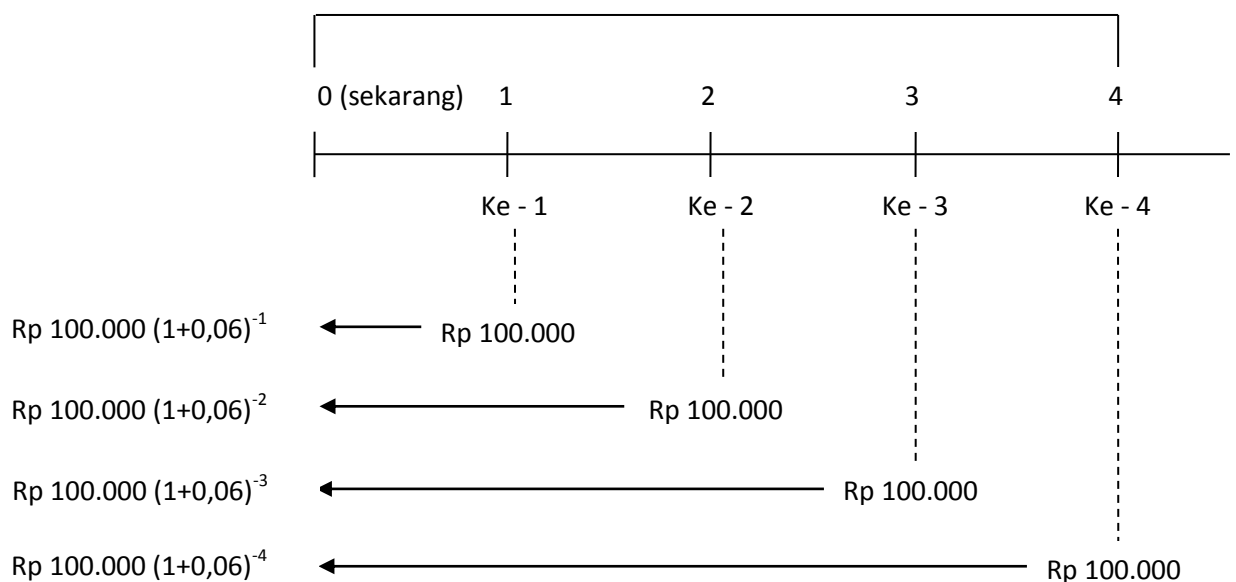 0 (sekarang) 1 2 3 4
Ke - 1 Ke - 2 Ke - 3 Ke - 4
Rp 100.000 (1+0,06)⁻¹ Rp 100.000
Rp 100.000 (1+0,06)⁻² Rp 100.000
Rp 100.000 (1+0,06)⁻³ Rp 100.000
Rp 100.000 (1+0,06)⁻⁴ Rp 100.000